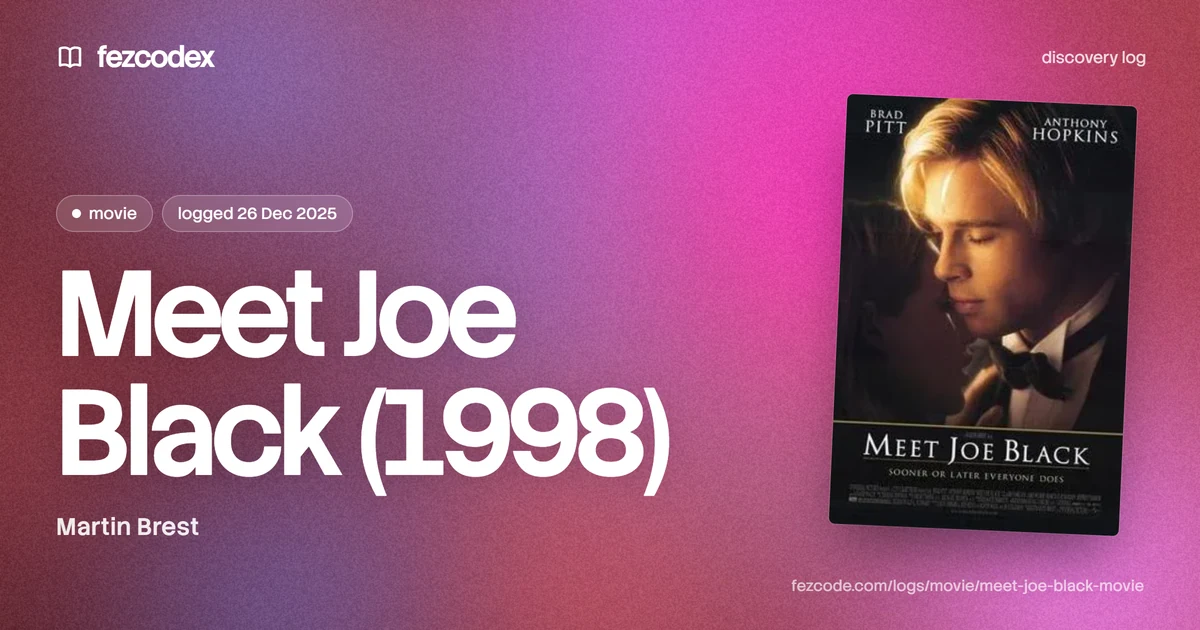 fezcodex
discovery log
movie
logged 26 Dec 2025
Meet Joe
Black (1998)
Martin Brest
BRAD
PITT
ANTHONY
HOPKINS
MEET JOE BLACK
SOONER OR LATER EVERYONE DOES
fezcode.com/logs/movie/meet-joe-black-movie